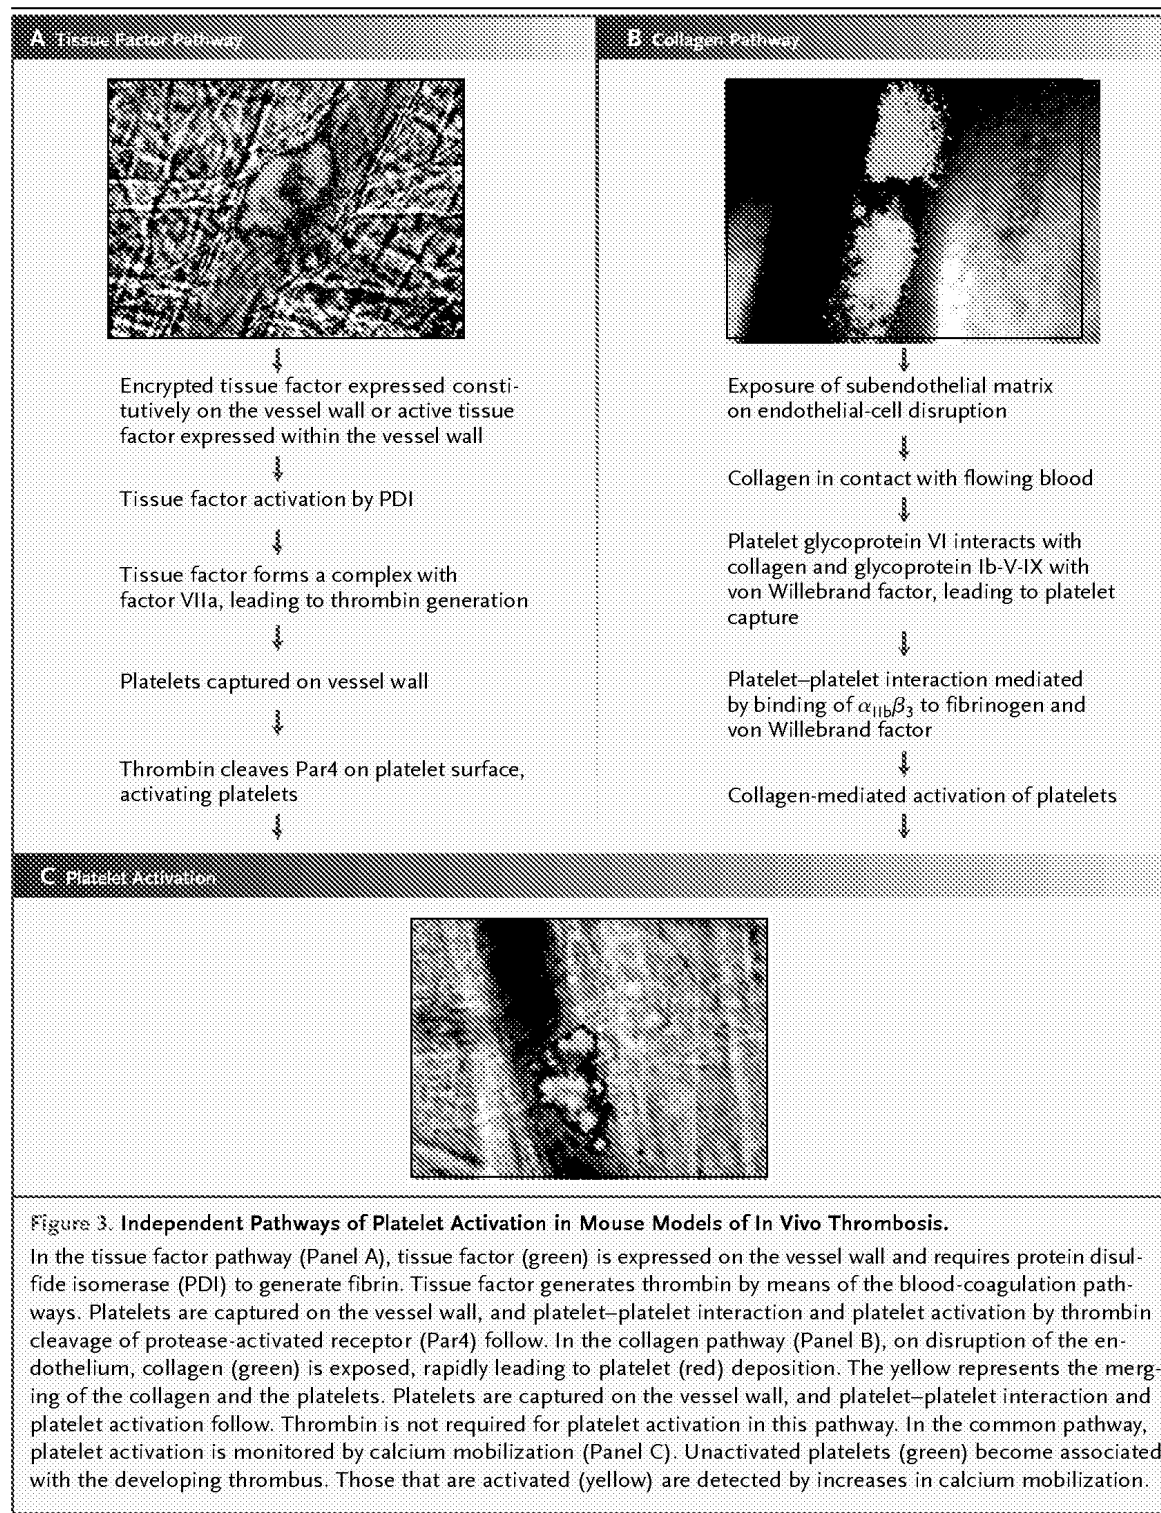 A Tissue Factor Pathway
B Collagen Pathway
Encrypted tissue factor expressed consti-
tutively on the vessel wall or active tissue
factor expressed within the vessel wall
Tissue factor activation by PDI
Tissue factor forms a complex with
factor VIIa, leading to thrombin generation
Platelets captured on vessel wall
Thrombin cleaves Par4 on platelet surface,
activating platelets
Exposure of subendothelial matrix
on endothelial-cell disruption
Collagen in contact with flowing blood
Platelet glycoprotein VI interacts with
collagen and glycoprotein Ib-V-IX with
von Willebrand factor, leading to platelet
capture
Platelet–platelet interaction mediated
by binding of αIIbβ3 to fibrinogen and
von Willebrand factor
Collagen-mediated activation of platelets
C Platelet Activation
Figure 3. Independent Pathways of Platelet Activation in Mouse Models of In Vivo Thrombosis.
In the tissue factor pathway (Panel A), tissue factor (green) is expressed on the vessel wall and requires protein disul-
fide isomerase (PDI) to generate fibrin. Tissue factor generates thrombin by means of the blood-coagulation path-
ways. Platelets are captured on the vessel wall, and platelet–platelet interaction and platelet activation by thrombin
cleavage of protease-activated receptor (Par4) follow. In the collagen pathway (Panel B), on disruption of the en-
dothelium, collagen (green) is exposed, rapidly leading to platelet (red) deposition. The yellow represents the merg-
ing of the collagen and the platelets. Platelets are captured on the vessel wall, and platelet–platelet interaction and
platelet activation follow. Thrombin is not required for platelet activation in this pathway. In the common pathway,
platelet activation is monitored by calcium mobilization (Panel C). Unactivated platelets (green) become associated
with the developing thrombus. Those that are activated (yellow) are detected by increases in calcium mobilization.